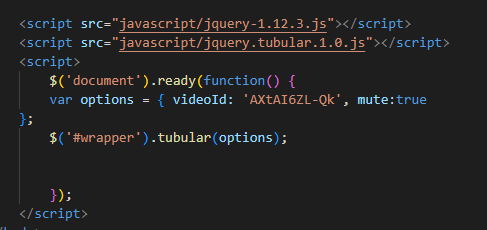 <script src="javascript/jquery-1.12.3.js"></script>
<script src="javascript/jquery.tubular.1.0.js"></script>
<script>
$('document').ready(function() {
var options = { videoId: 'AXtAI6ZL-Qk', mute:true
};
$('#wrapper').tubular(options);
});
</script>